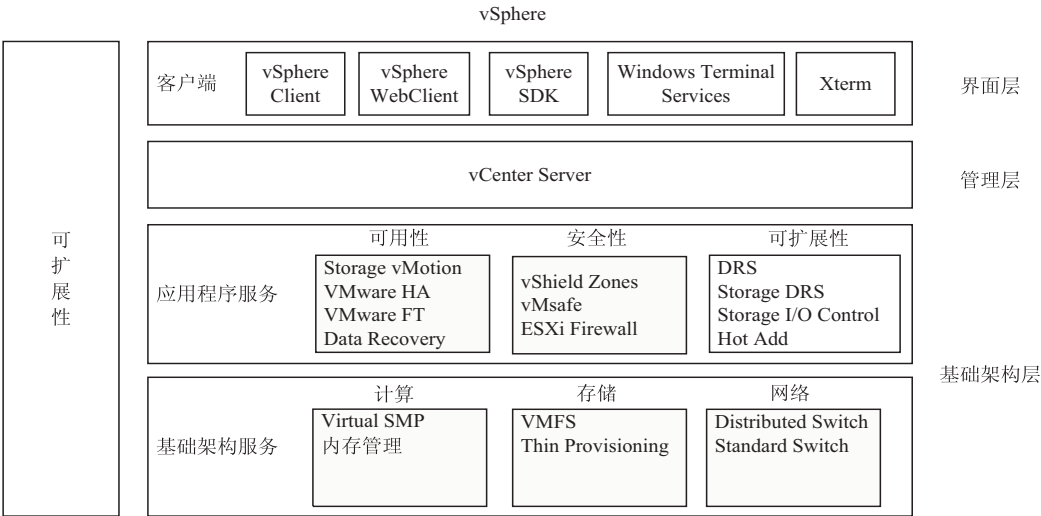 vSphere
可
扩
展
性
客户端
vSphere
Client
vSphere
WebClient
vSphere
SDK
Windows Terminal
Services
Xterm
界面层
vCenter Server
管理层
应用程序服务
可用性
Storage vMotion
VMware HA
VMware FT
Data Recovery
安全性
vShield Zones
vMsafe
ESXi Firewall
可扩展性
DRS
Storage DRS
Storage I/O Control
Hot Add
基础架构层
基础架构服务
计算
Virtual SMP
内存管理
存储
VMFS
Thin Provisioning
网络
Distributed Switch
Standard Switch